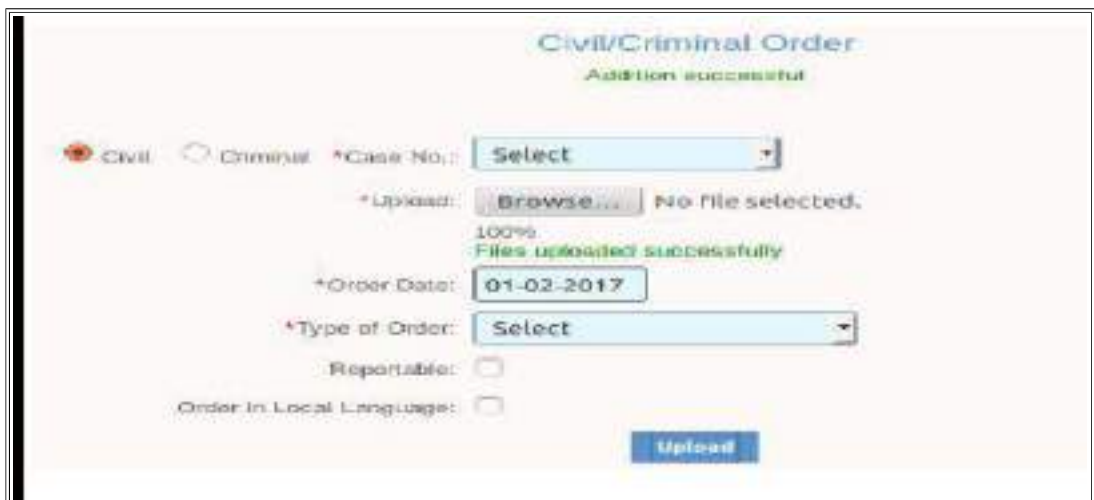 Civil/Criminal Order
Addition successful
Civil Criminal *Case No.: Select
*Upload: Browse... No file selected.
100%
Files uploaded successfully
*Order Date: 01-02-2017
*Type of Order: Select
Reportable:
Order in Local Language:
Upload